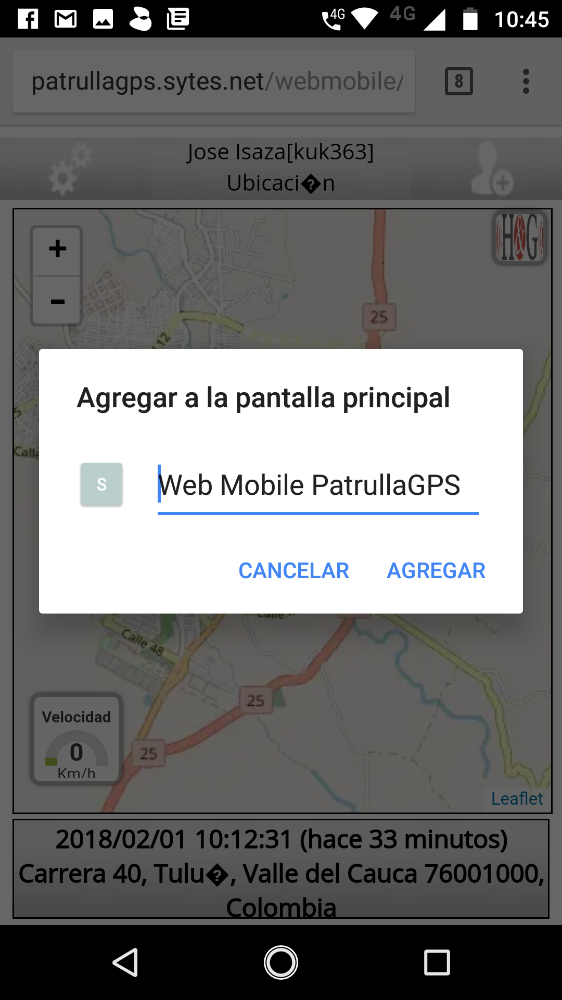 4G 4G 10:45
patrullagps.sytes.net/webmobile/
8
Jose Isaza[kuk363]
Ubicaci�n
+
H&G
−
25
12
Agregar a la pantalla principal
S
Web Mobile PatrullaGPS
CANCELAR AGREGAR
Calle 48
25
Velocidad
0
Km/h
25
Leaflet
2018/02/01 10:12:31 (hace 33 minutos)
Carrera 40, Tulu�, Valle del Cauca 76001000,
Colombia